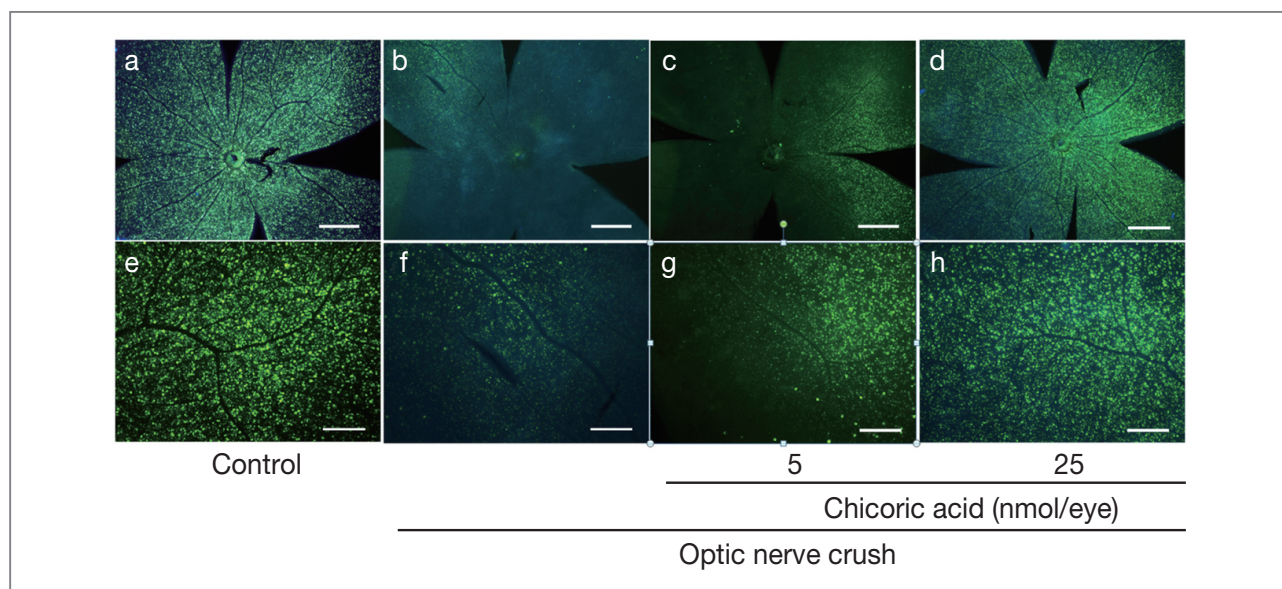 a b c d
e f g h
Control 5 25
Chicoric acid (nmol/eye)
Optic nerve crush